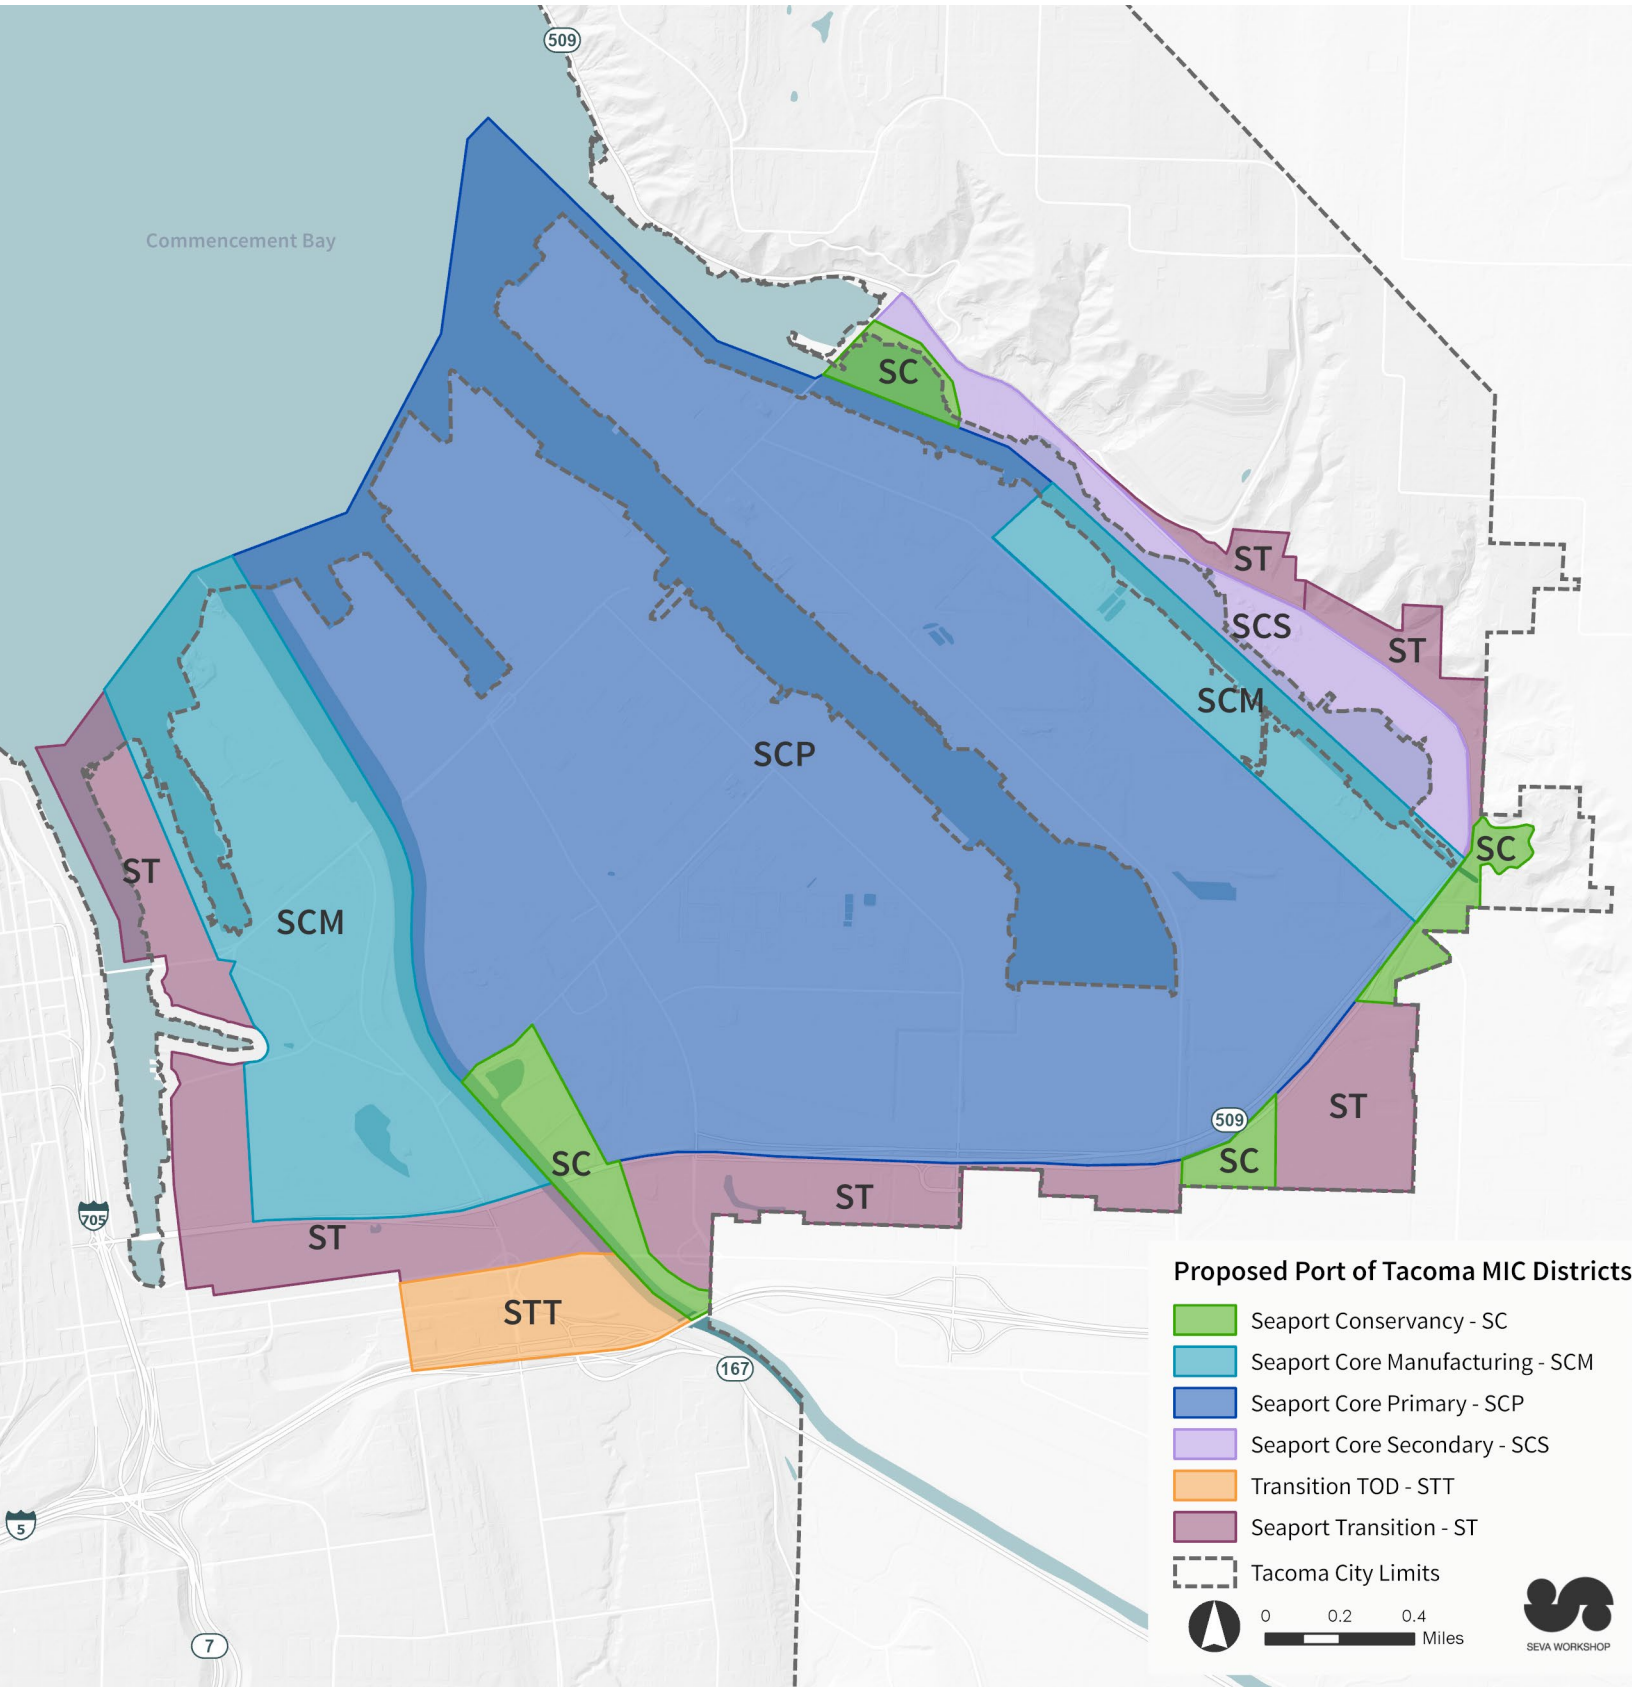 509
Commencement Bay
SC
ST
SCS
ST
SCM
SCP
SC
ST
SCM
ST
509
SC
SC
ST
ST
705
ST
STT
167
5
7
Proposed Port of Tacoma MIC Districts
Seaport Conservancy - SC
Seaport Core Manufacturing - SCM
Seaport Core Primary - SCP
Seaport Core Secondary - SCS
Transition TOD - STT
Seaport Transition - ST
Tacoma City Limits
0 0.2 0.4
Miles
SEVA WORKSHOP